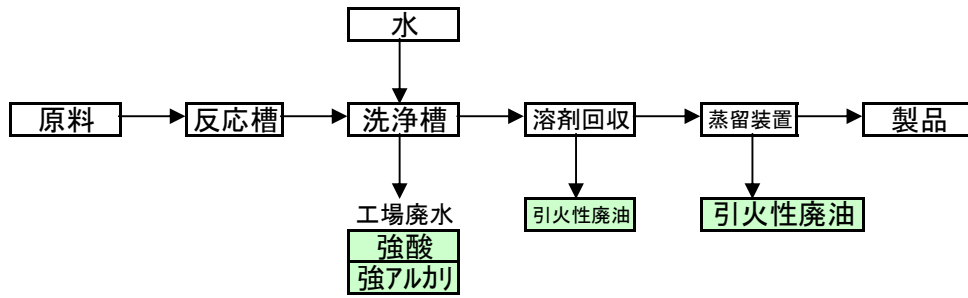 水
原料
反応槽
洗浄槽
溶剤回収
蒸留装置
製品
工場廃水
強酸
強アルカリ
引火性廃油
引火性廃油